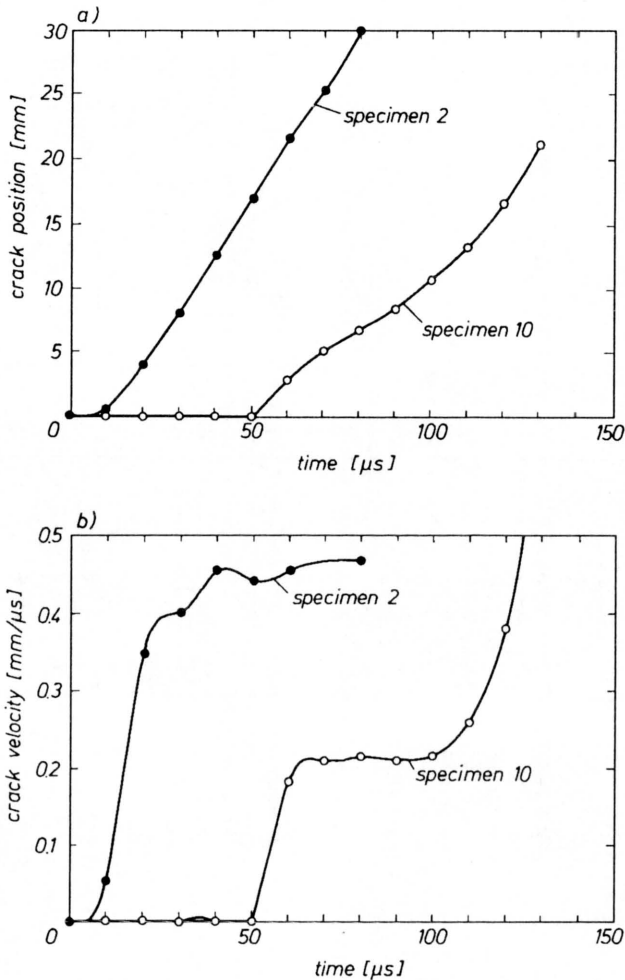 a)
30
25
20
15
10
5
0
crack position [mm]
specimen 2
specimen 10
0 50 100 150
time [µs]
b)
0.5
0.4
0.3
0.2
0.1
0
crack velocity [mm/µs]
specimen 2
specimen 10
0 50 100 150
time [µs]